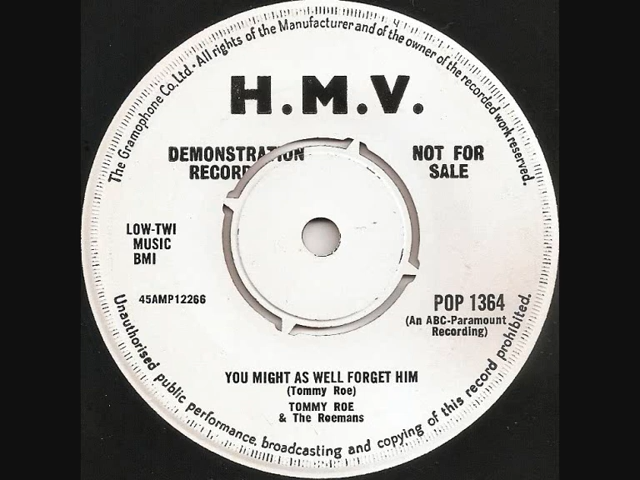 The Gramophone Co. Ltd. - All rights of the Manufacturer and of the owner of the recorded work reserved.
H.M.V.
DEMONSTRATION
RECORD
NOT FOR
SALE
LOW-TWI
MUSIC
BMI
45AMP12266
POP 1364
(An ABC-Paramount
Recording)
YOU MIGHT AS WELL FORGET HIM
(Tommy Roe)
TOMMY ROE
& The Roemans
Unauthorised public performance, broadcasting and copying of this record prohibited.